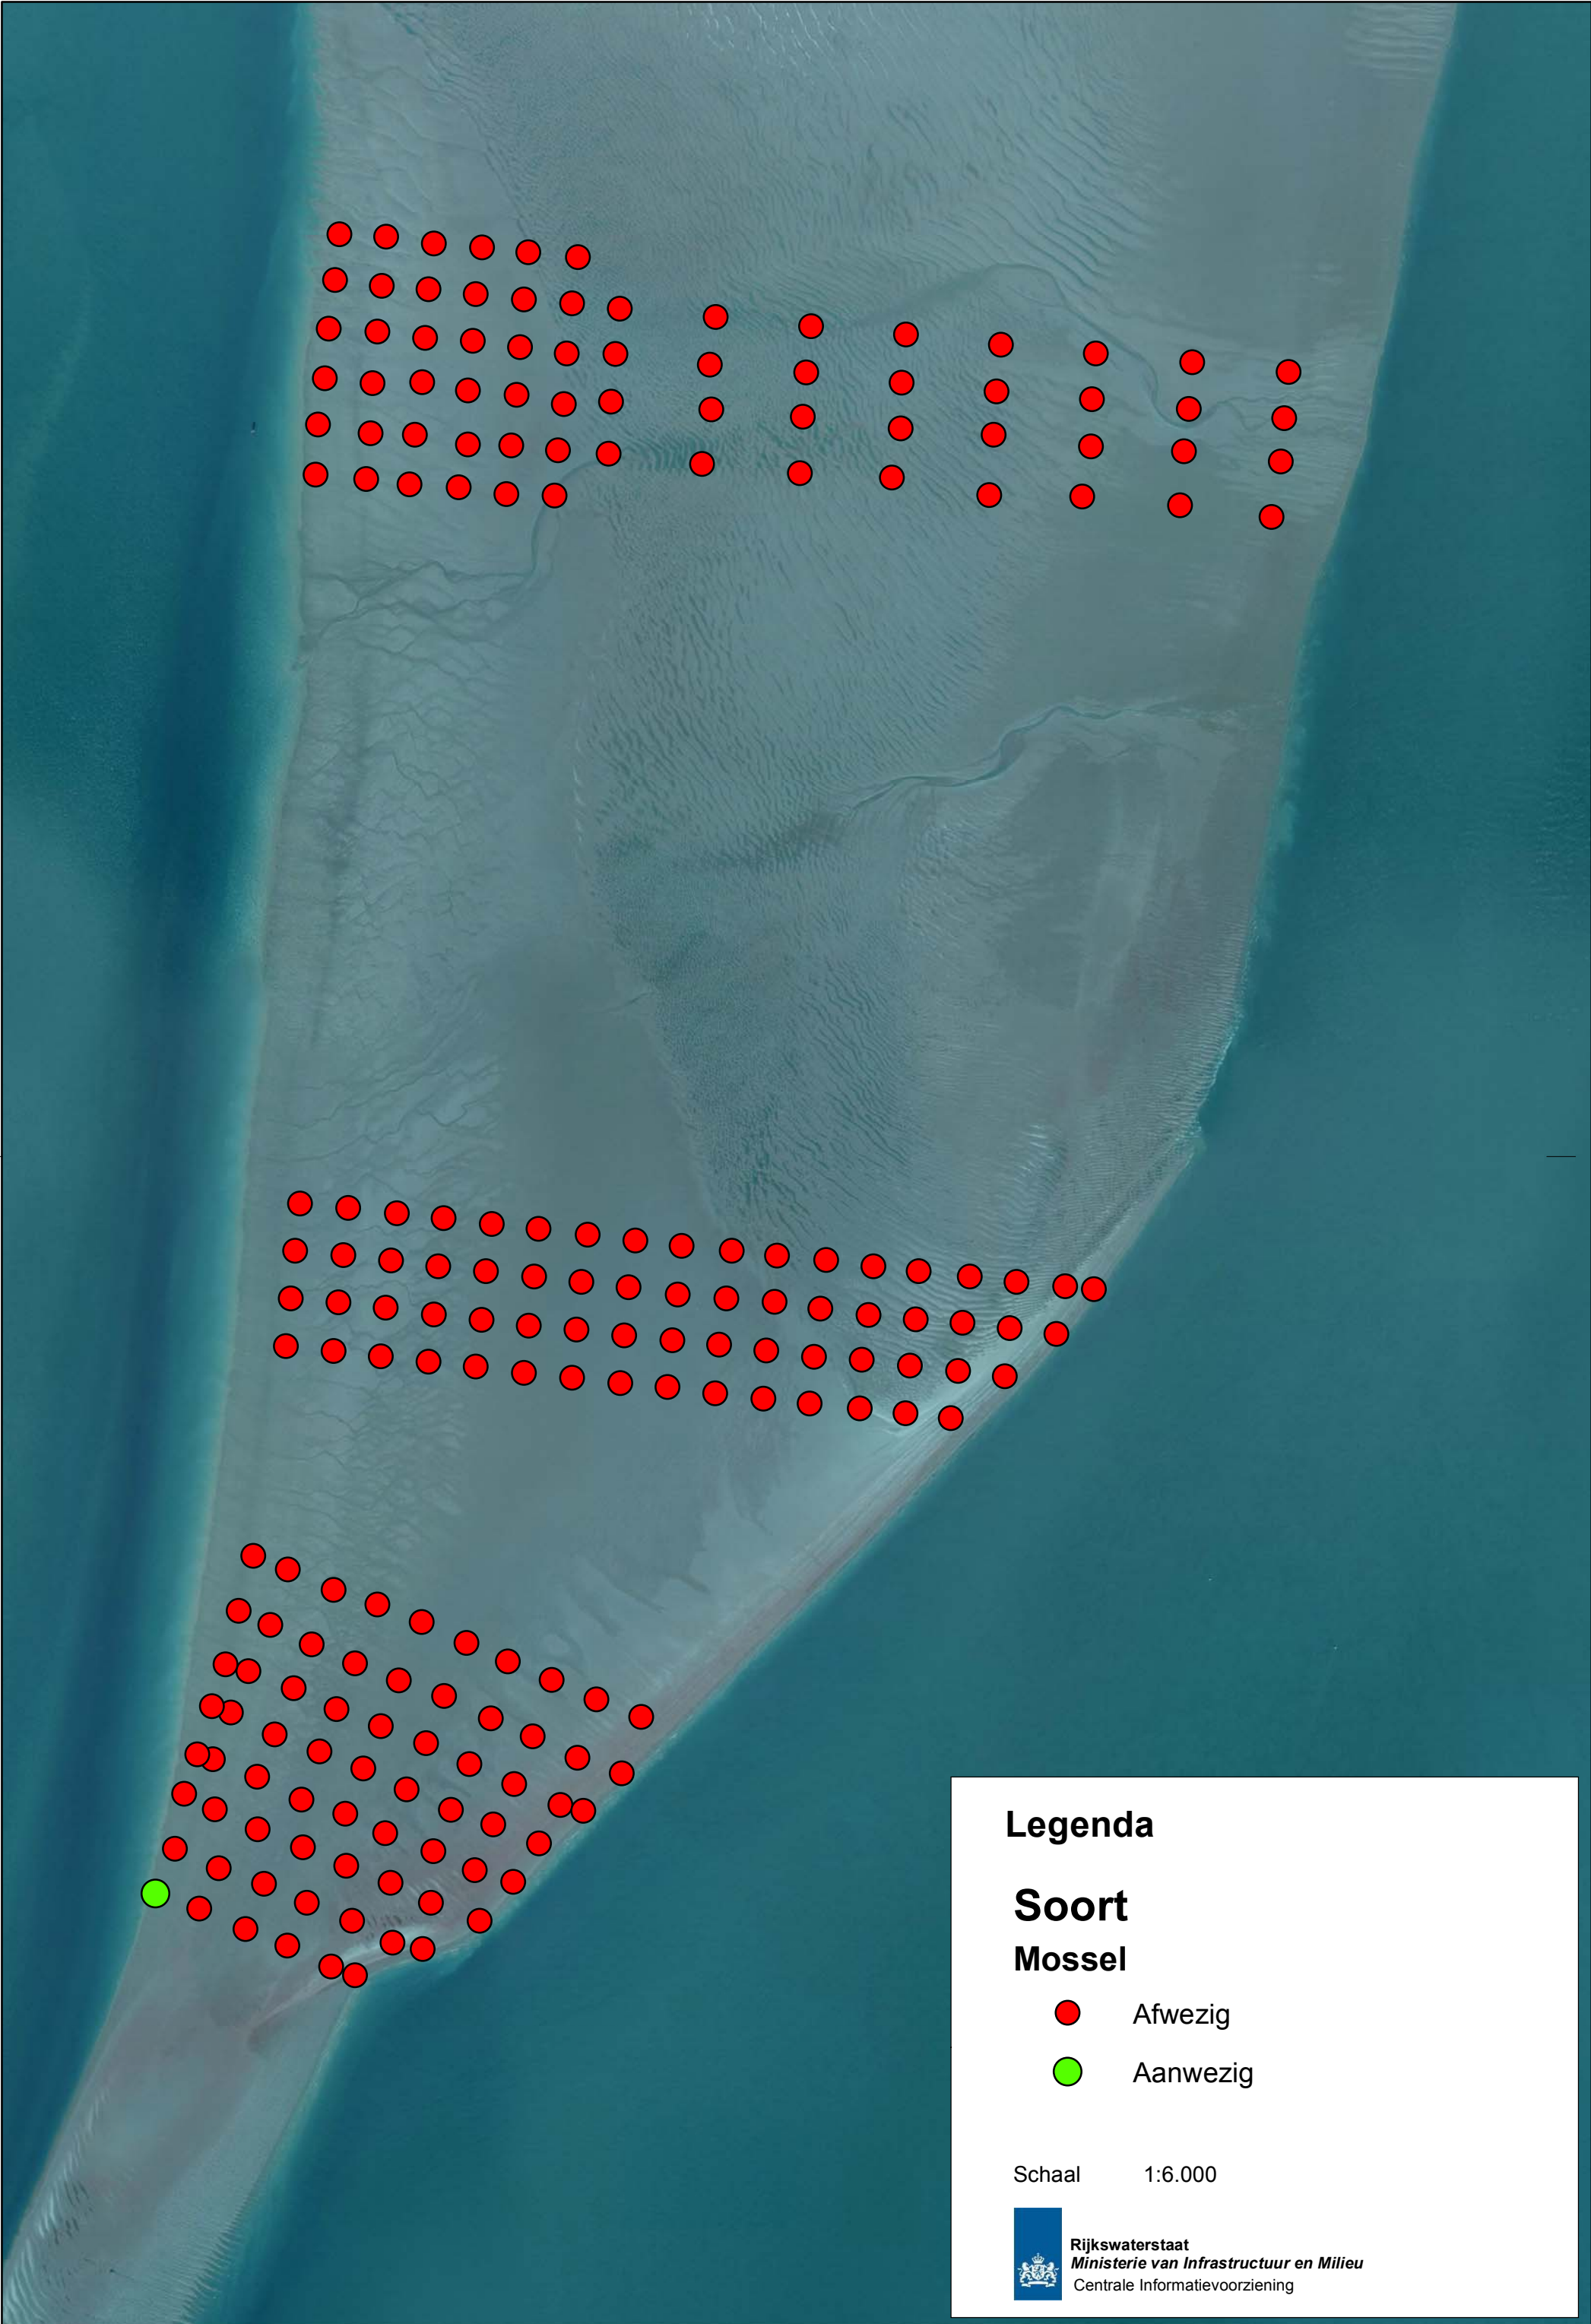 Legenda
Soort
Mossel
Afwezig
Aanwezig
Schaal 1:6.000
Rijkswaterstaat
Ministerie van Infrastructuur en Milieu
Centrale Informatievoorziening